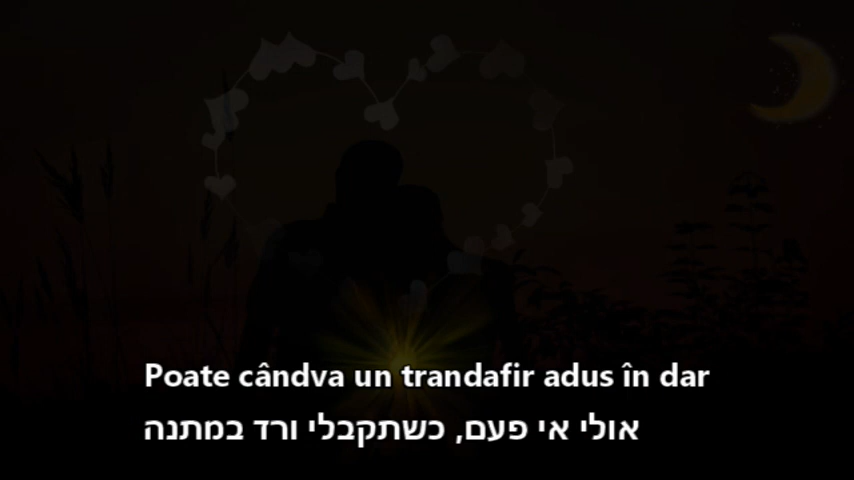 Poate cândva un trandafir adus în dar
אולי אי פעם, כשתקבלי ורד במתנה